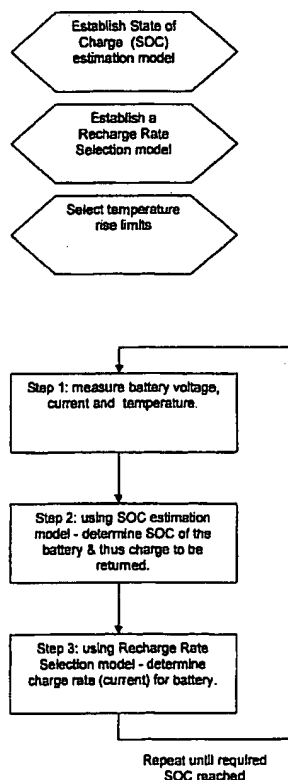 Establish State of
Charge (SOC)
estimation model
Establish a
Recharge Rate
Selection model
Select temperature
rise limits
Step 1: measure battery voltage,
current and temperature.
Step 2: using SOC estimation
model - determine SOC of the
battery & thus charge to be
returned.
Step 3: using Recharge Rate
Selection model - determine
charge rate (current) for battery.
Repeat until required
SOC reached